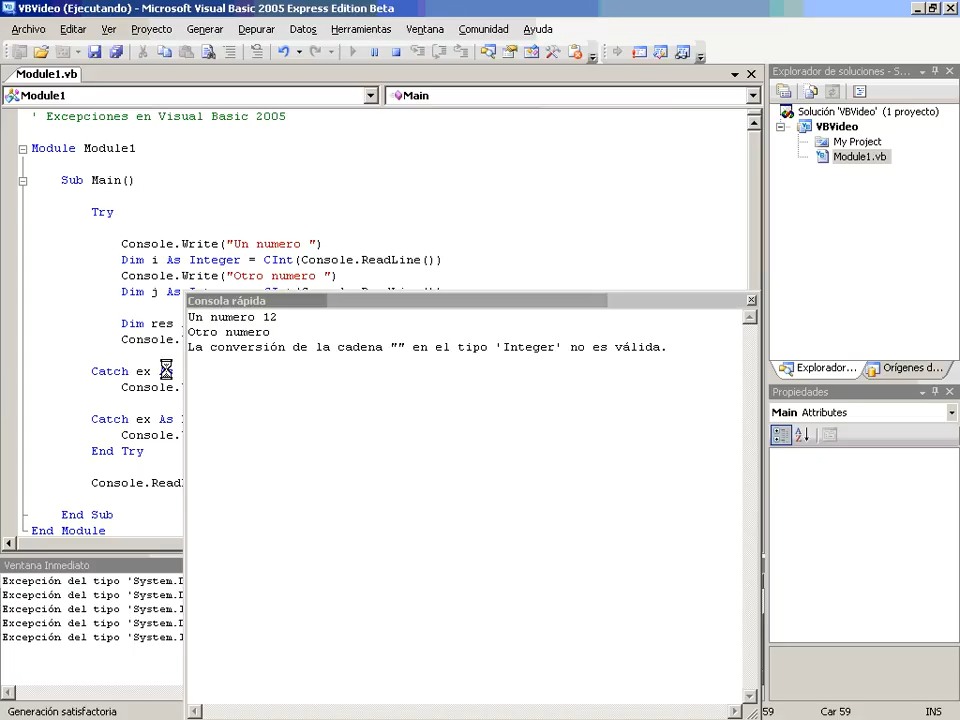 VBVideo (Ejecutando) - Microsoft Visual Basic 2005 Express Edition Beta
Archivo Editar Ver Proyecto Generar Depurar Datos Herramientas Ventana Comunidad Ayuda
Module1.vb
Module1
Main
' Excepciones en Visual Basic 2005
Module Module1
Sub Main()
Try
Console.Write("Un numero ")
Dim i As Integer = CInt(Console.ReadLine())
Console.Write("Otro numero ")
Dim j As
Dim res
Console.
Catch ex
Console.
Catch ex As
Console.
End Try
Console.Read
End Sub
End Module
Consola rápida
Un numero 12
Otro numero
La conversión de la cadena "" en el tipo 'Integer' no es válida.
Explorador de soluciones - S...
Solución 'VBVideo' (1 proyecto)
VBVideo
My Project
Module1.vb
Explorador... Orígenes d...
Propiedades
Main Attributes
Ventana Inmediato
Excepción del tipo 'System.D
Excepción del tipo 'System.D
Excepción del tipo 'System.I
Excepción del tipo 'System.D
Excepción del tipo 'System.I
Generación satisfactoria
59 Car 59 INS